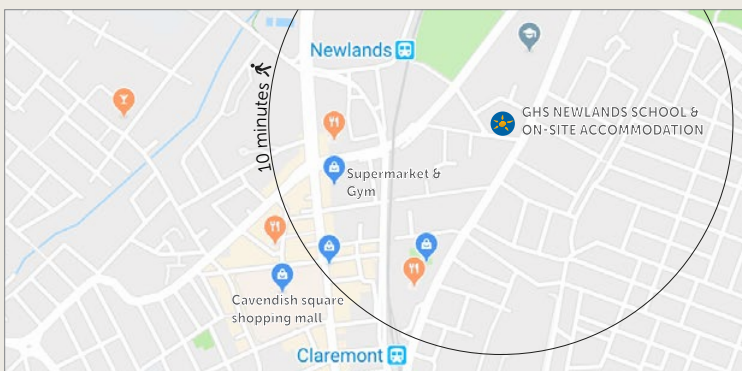 Newlands
10 minutes
GHS NEWLANDS SCHOOL &
ON-SITE ACCOMMODATION
Supermarket &
Gym
Cavendish square
shopping mall
Claremont